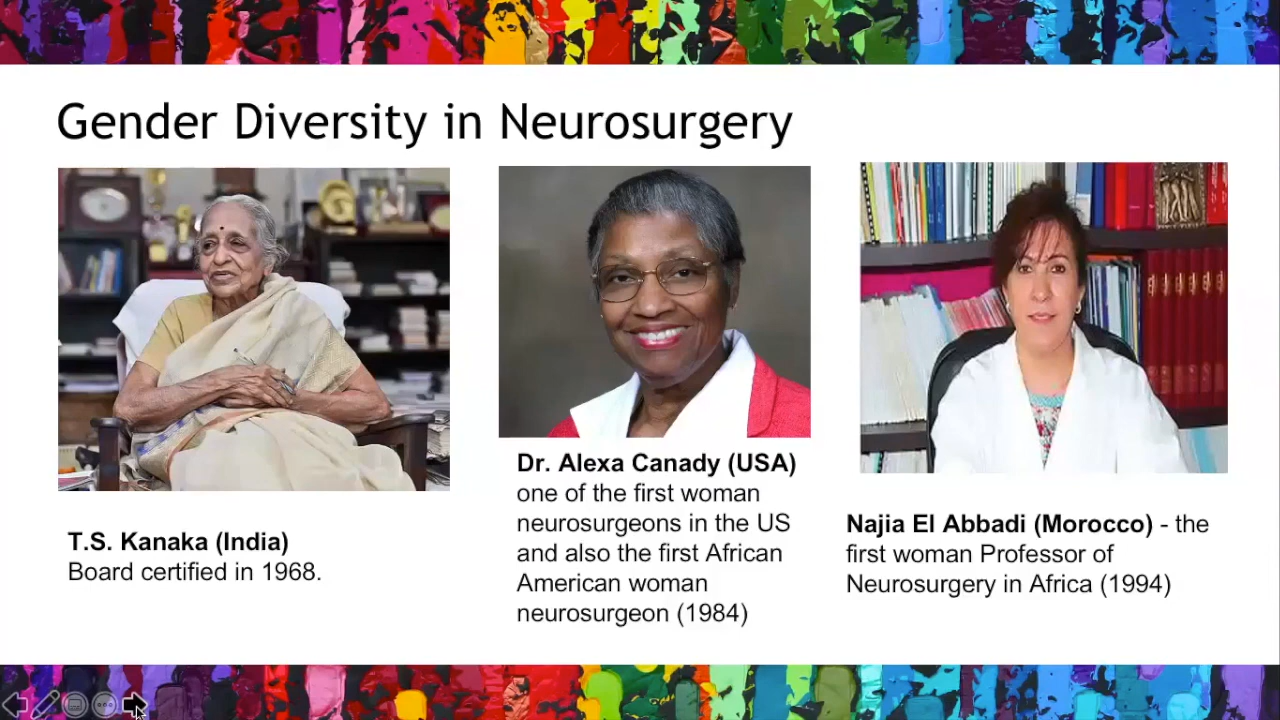 Gender Diversity in Neurosurgery
T.S. Kanaka (India)
Board certified in 1968.
Dr. Alexa Canady (USA)
one of the first woman
neurosurgeons in the US
and also the first African
American woman
neurosurgeon (1984)
Najia El Abbadi (Morocco) - the
first woman Professor of
Neurosurgery in Africa (1994)